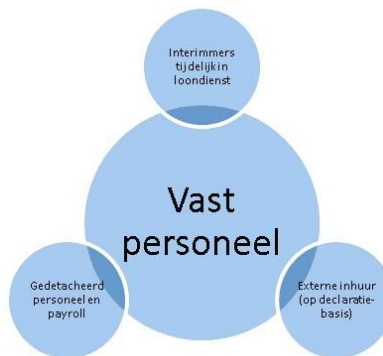 Interimmers
tijdelijk in
loondienst
Vast
personeel
Gedetacheerd
personeel en
payroll
Externe inhuur
(op declaratie-
basis)